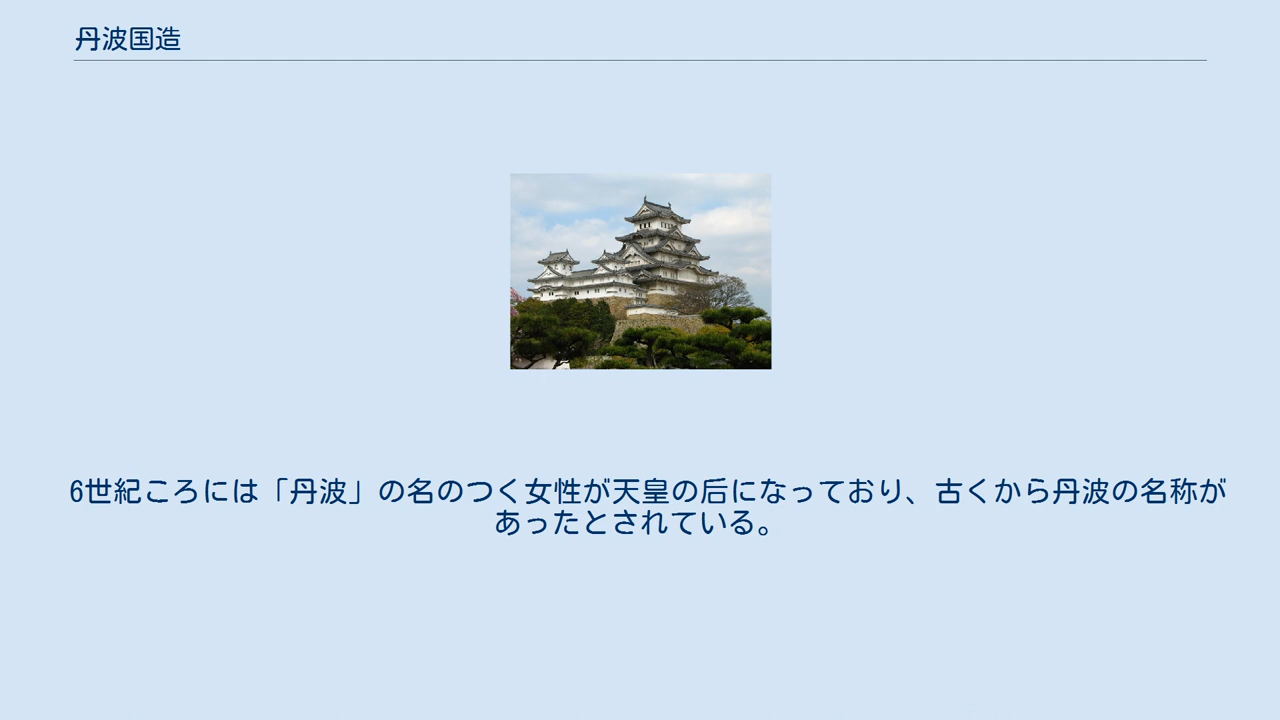 丹波国造
6世紀ころには「丹波」の名のつく女性が天皇の后になっており、古くから丹波の名称が
あったとされている。